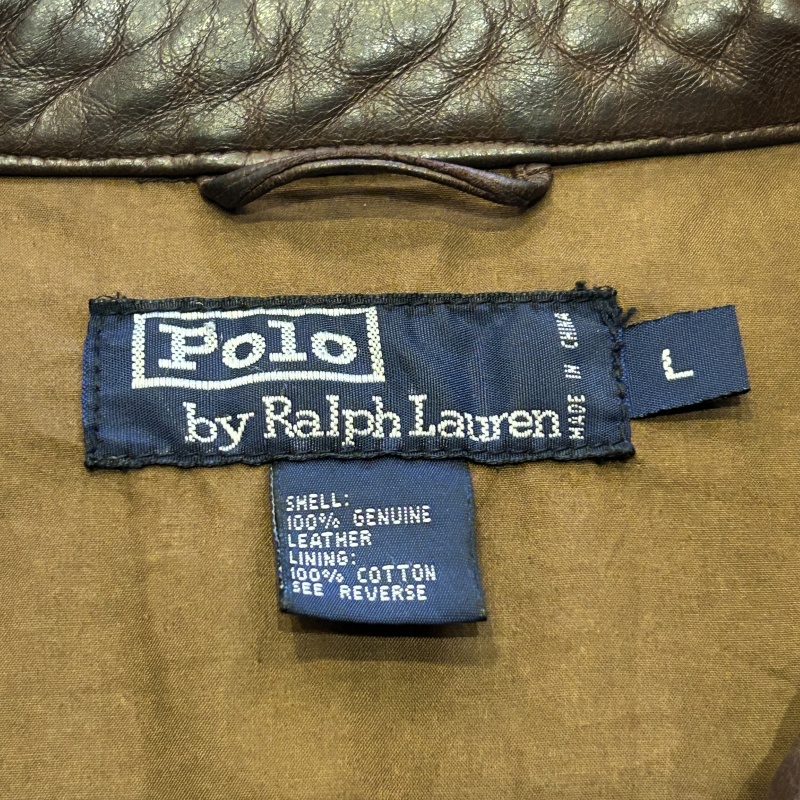 Polo
by Ralph Lauren
MADE IN CHINA
L
SHELL:
100% GENUINE
LEATHER
LINING:
100% COTTON
SEE REVERSE